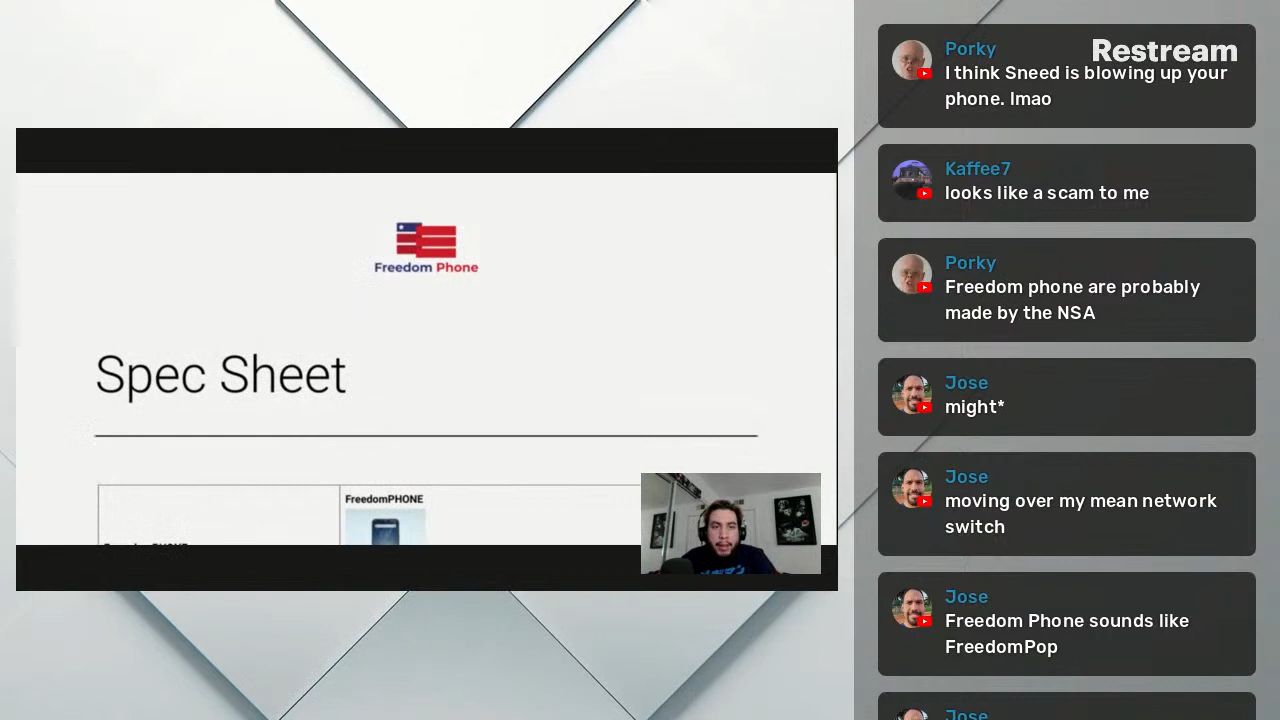 Freedom Phone
Spec Sheet
FreedomPHONE
Restream
Porky
I think Sneed is blowing up your
phone. lmao
Kaffee7
looks like a scam to me
Porky
Freedom phone are probably
made by the NSA
Jose
might*
Jose
moving over my mean network
switch
Jose
Freedom Phone sounds like
FreedomPop
Jose